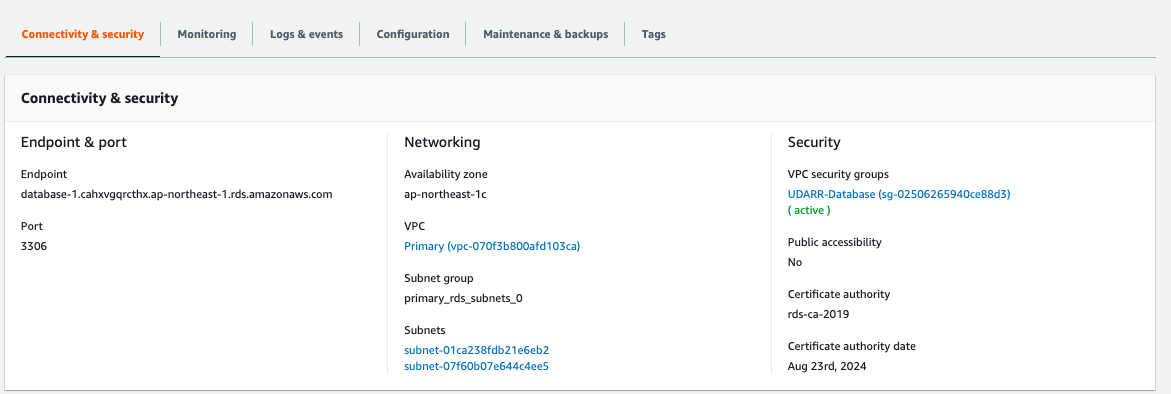 Connectivity & security
Monitoring
Logs & events
Configuration
Maintenance & backups
Tags
Connectivity & security
Endpoint & port
Endpoint
database-1.cahxvgqrcthx.ap-northeast-1.rds.amazonaws.com
Port
3306
Networking
Availability zone
ap-northeast-1c
VPC
Primary (vpc-070f3b800afd103ca)
Subnet group
primary_rds_subnets_0
Subnets
subnet-01ca238fdb21e6eb2
subnet-07f60b07e644c4ee5
Security
VPC security groups
UDARR-Database (sg-02506265940ce88d3)
( active )
Public accessibility
No
Certificate authority
rds-ca-2019
Certificate authority date
Aug 23rd, 2024